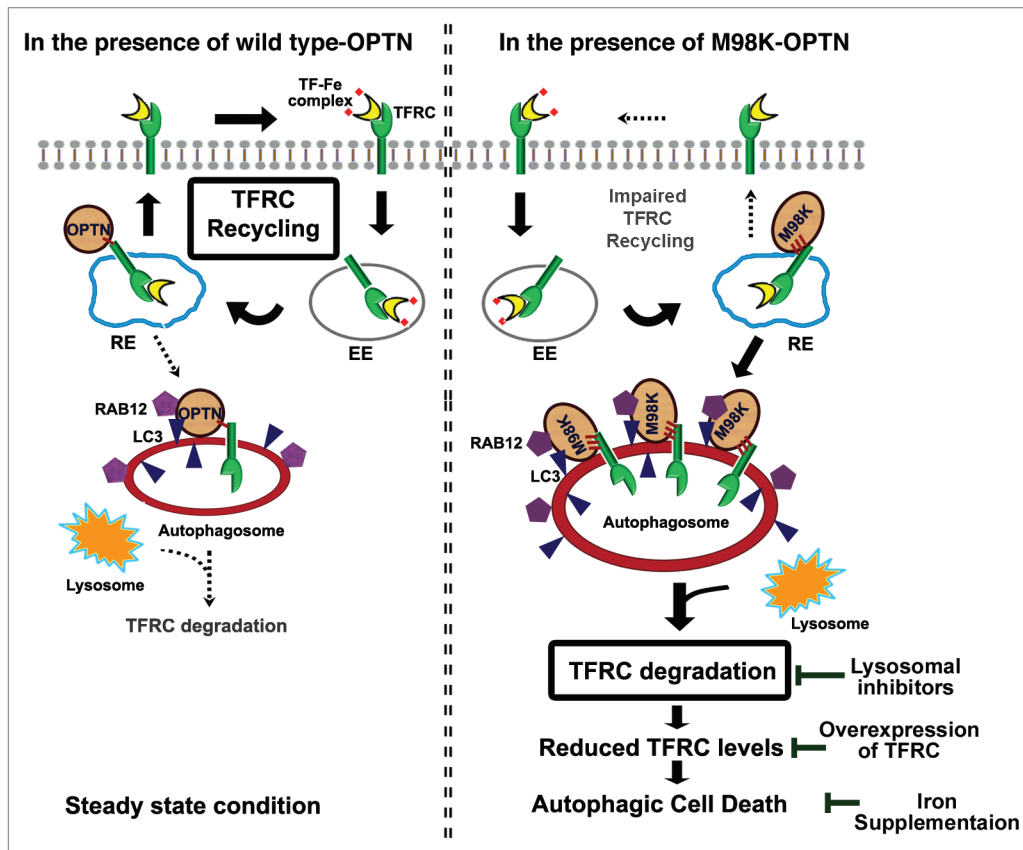 In the presence of wild type-OPTN
TF-Fe
complex
TFRC
TFRC
Recycling
OPTN
RE
EE
RAB12
OPTN
LC3
Autophagosome
Lysosome
TFRC degradation
Steady state condition
In the presence of M98K-OPTN
Impaired
TFRC
Recycling
M98K
EE
RE
M98K
M98K
M98K
RAB12
LC3
Autophagosome
Lysosome
TFRC degradation
Lysosomal
inhibitors
Reduced TFRC levels
Overexpression
of TFRC
Autophagic Cell Death
Iron
Supplementaion